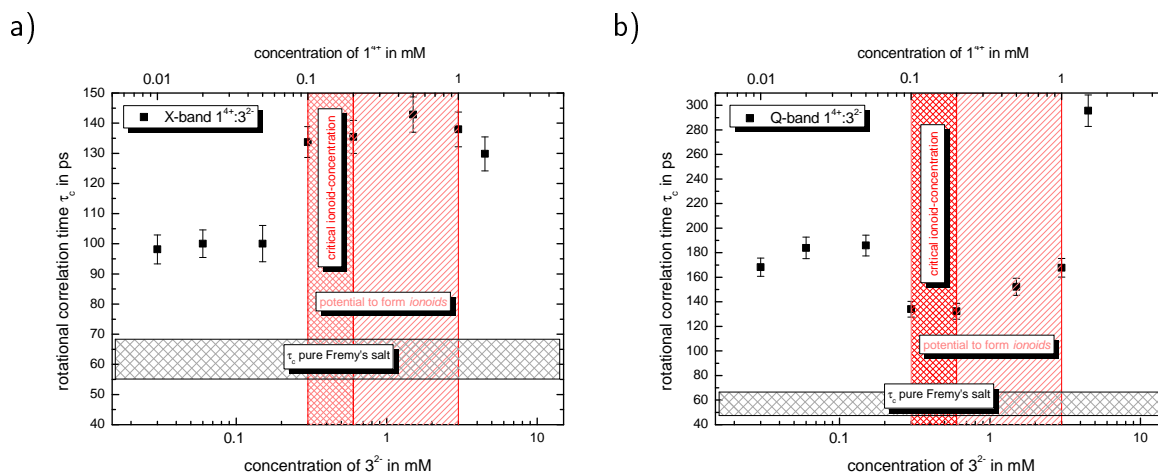 a)
concentration of 1⁴⁺ in mM
0.01 0.1 1
150
140
130
120
110
100
90
80
70
60
50
40
rotational correlation time τc in ps
X-band 1⁴⁺:3²⁻
critical ionoid-concentration
potential to form ionoids
τc pure Fremy's salt
0.1 1 10
concentration of 3²⁻ in mM
b)
concentration of 1⁴⁺ in mM
0.01 0.1 1
300
280
260
240
220
200
180
160
140
120
100
80
60
40
rotational correlation time τc in ps
Q-band 1⁴⁺:3²⁻
critical ionoid-concentration
potential to form ionoids
τc pure Fremy's salt
0.1 1 10
concentration of 3²⁻ in mM